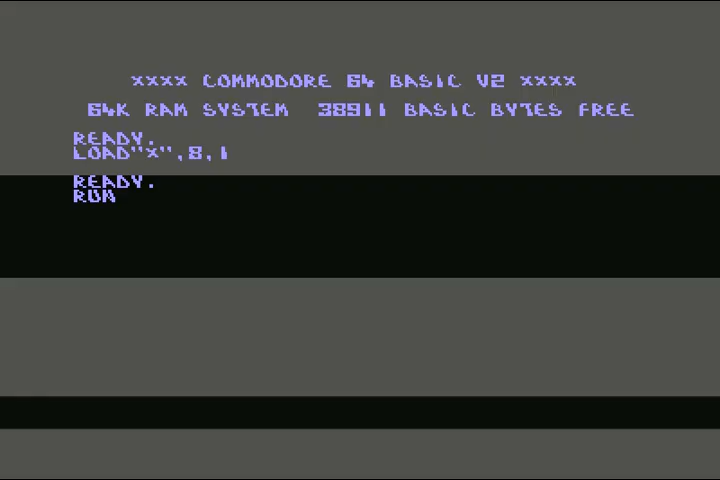 **** COMMODORE 64 BASIC V2 ****
64K RAM SYSTEM 38911 BASIC BYTES FREE
READY.
LOAD"*",8,1
READY.
RUN